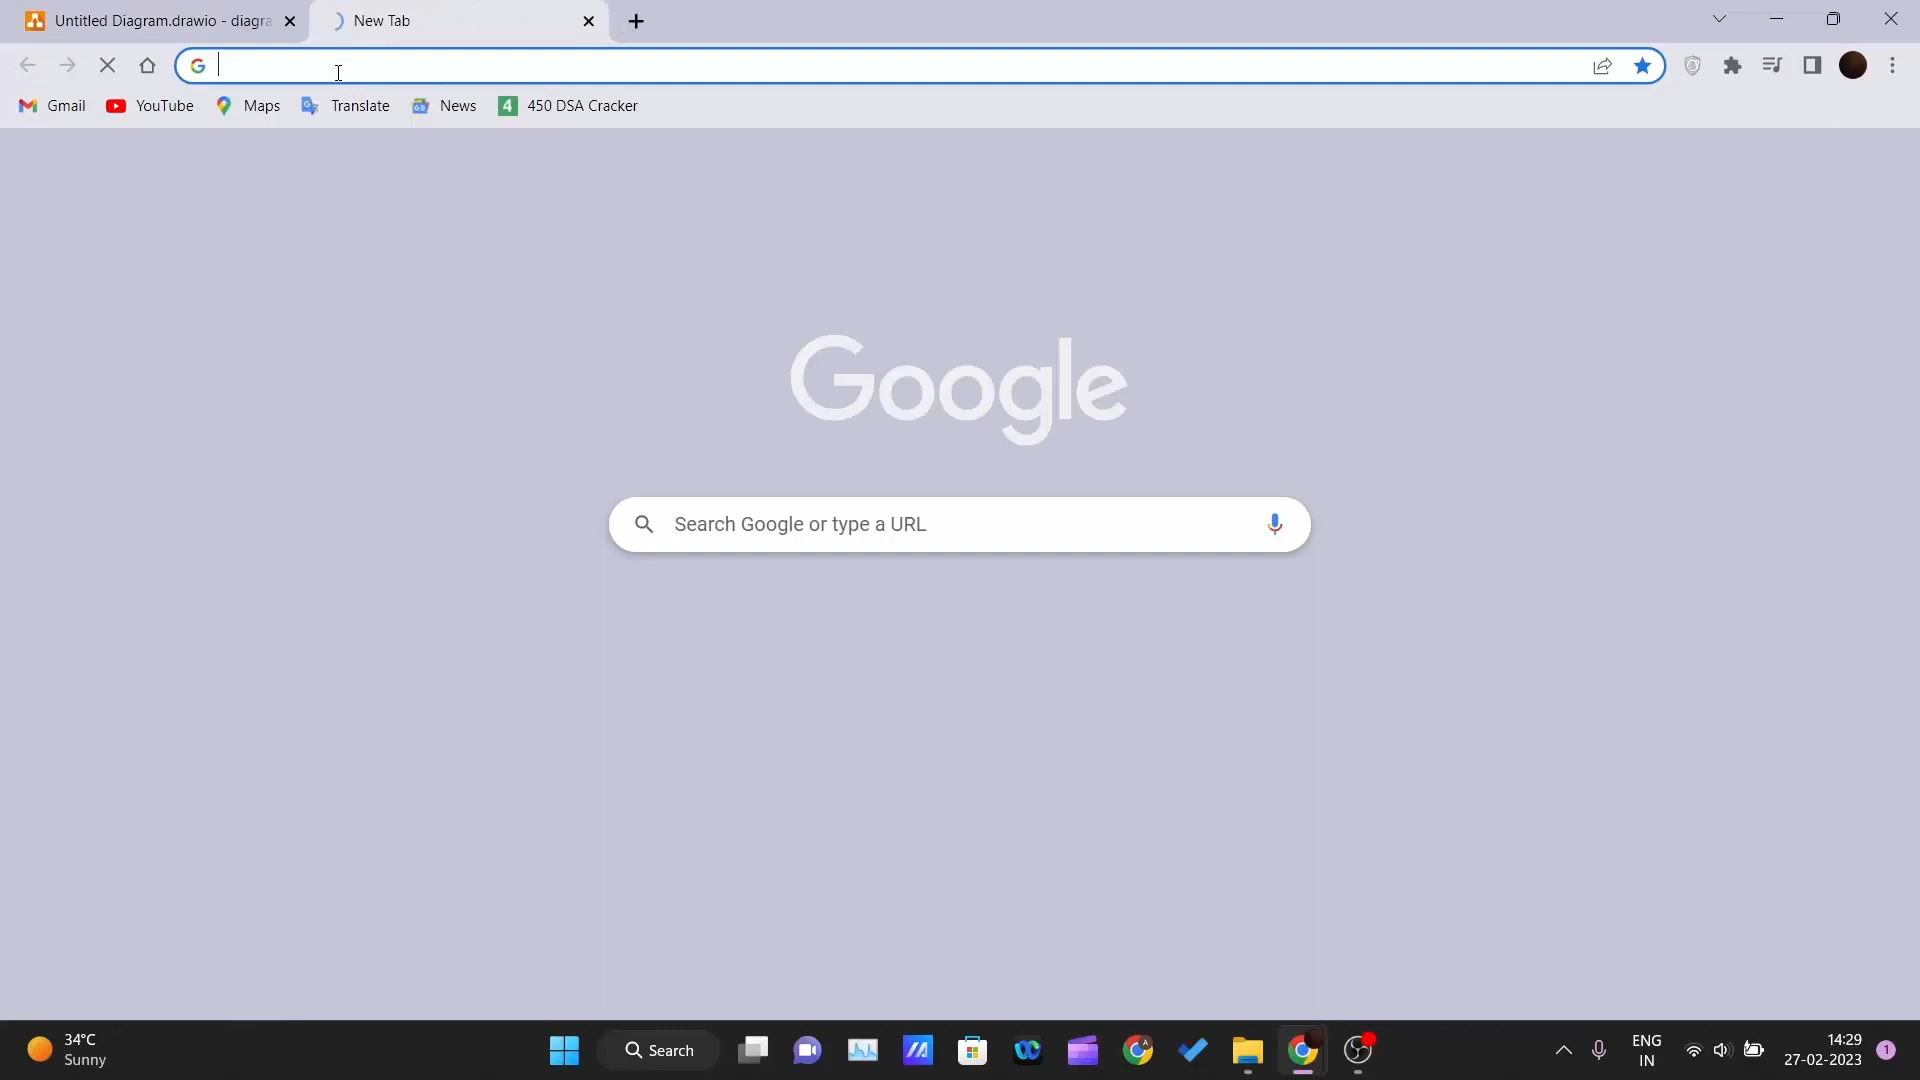 Untitled Diagram.drawio - diagra
New Tab
Gmail
YouTube
Maps
Translate
News
4
450 DSA Cracker
Google
Search Google or type a URL
34°C
Sunny
Search
A
ENG
IN
14:29
27-02-2023
1